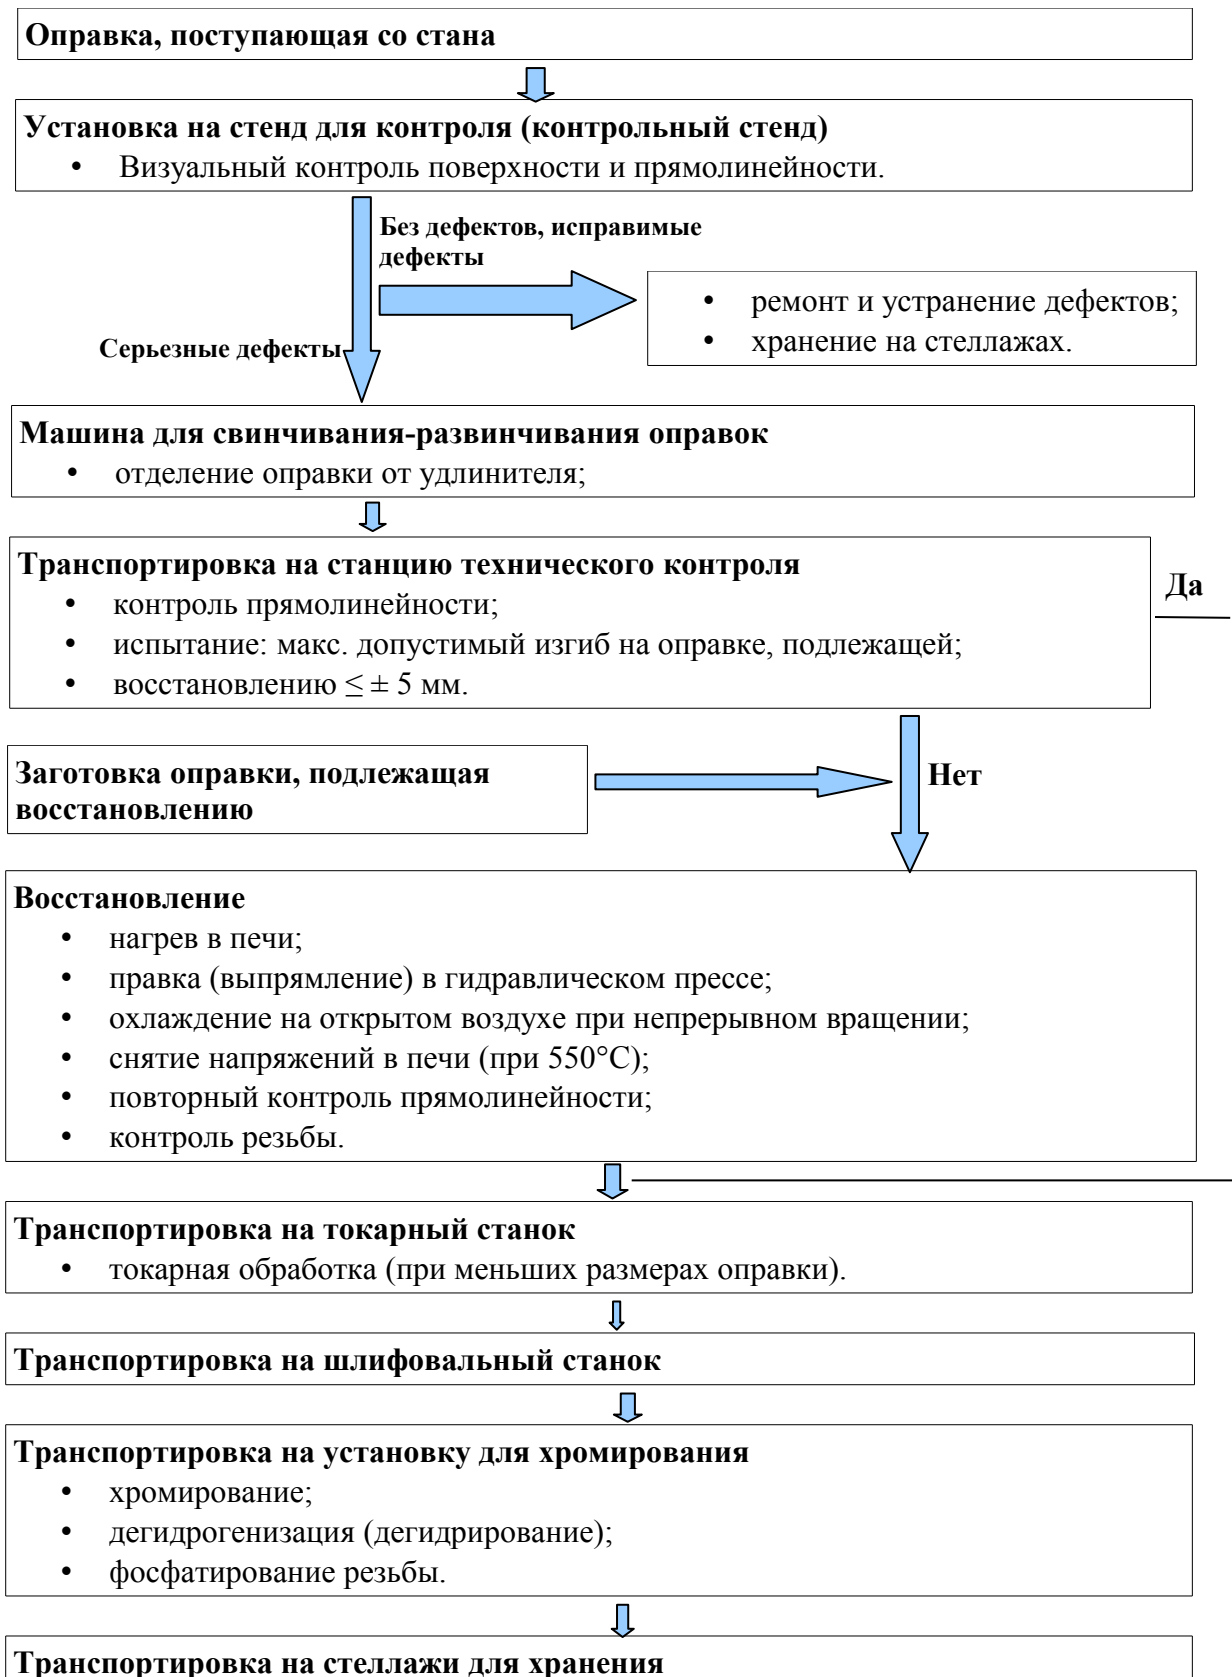 Оправка, поступающая со стана
Установка на стенд для контроля (контрольный стенд)
• Визуальный контроль поверхности и прямолинейности.
Без дефектов, исправимые
дефекты
• ремонт и устранение дефектов;
• хранение на стеллажах.
Серьезные дефекты
Машина для свинчивания-развинчивания оправок
• отделение оправки от удлинителя;
Транспортировка на станцию технического контроля
• контроль прямолинейности;
• испытание: макс. допустимый изгиб на оправке, подлежащей;
• восстановлению ≤ ± 5 мм.
Да
Заготовка оправки, подлежащая
восстановлению
Нет
Восстановление
• нагрев в печи;
• правка (выпрямление) в гидравлическом прессе;
• охлаждение на открытом воздухе при непрерывном вращении;
• снятие напряжений в печи (при 550°С);
• повторный контроль прямолинейности;
• контроль резьбы.
Транспортировка на токарный станок
• токарная обработка (при меньших размерах оправки).
Транспортировка на шлифовальный станок
Транспортировка на установку для хромирования
• хромирование;
• дегидрогенизация (дегидрирование);
• фосфатирование резьбы.
Транспортировка на стеллажи для хранения